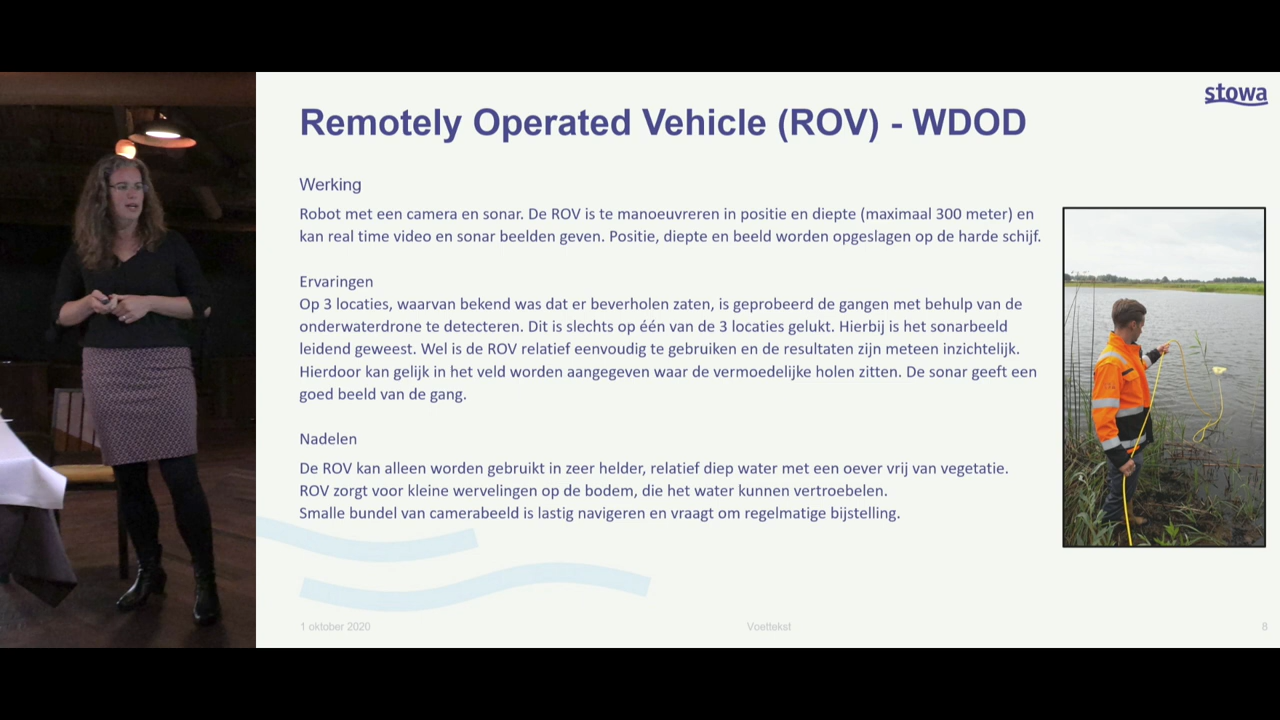 stowa
Remotely Operated Vehicle (ROV) - WDOD
Werking
Robot met een camera en sonar. De ROV is te manoeuvreren in positie en diepte (maximaal 300 meter) en
kan real time video en sonar beelden geven. Positie, diepte en beeld worden opgeslagen op de harde schijf.
Ervaringen
Op 3 locaties, waarvan bekend was dat er beverholen zaten, is geprobeerd de gangen met behulp van de
onderwaterdrone te detecteren. Dit is slechts op één van de 3 locaties gelukt. Hierbij is het sonarbeeld
leidend geweest. Wel is de ROV relatief eenvoudig te gebruiken en de resultaten zijn meteen inzichtelijk.
Hierdoor kan gelijk in het veld worden aangegeven waar de vermoedelijke holen zitten. De sonar geeft een
goed beeld van de gang.
Nadelen
De ROV kan alleen worden gebruikt in zeer helder, relatief diep water met een oever vrij van vegetatie.
ROV zorgt voor kleine wervelingen op de bodem, die het water kunnen vertroebelen.
Smalle bundel van camerabeeld is lastig navigeren en vraagt om regelmatige bijstelling.
1 oktober 2020
Voettekst
8